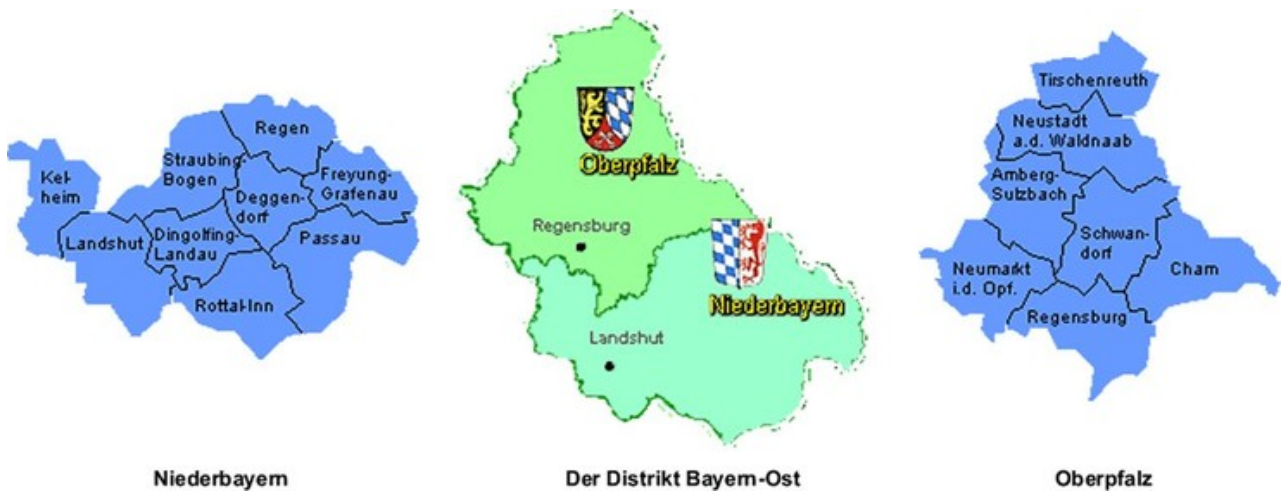 Regen
Straubing-
Bogen
Freyung-
Grafenau
Kel-
heim
Deggen-
dorf
Landshut
Dingolfing-
Landau
Passau
Rottal-Inn
Niederbayern
Oberpfalz
Regensburg
Niederbayern
Landshut
Der Distrikt Bayern-Ost
Tirschenreuth
Neustadt
a.d. Waldnaab
Amberg-
Sulzbach
Schwan-
dorf
Neumarkt
i.d. Opf.
Cham
Regensburg
Oberpfalz